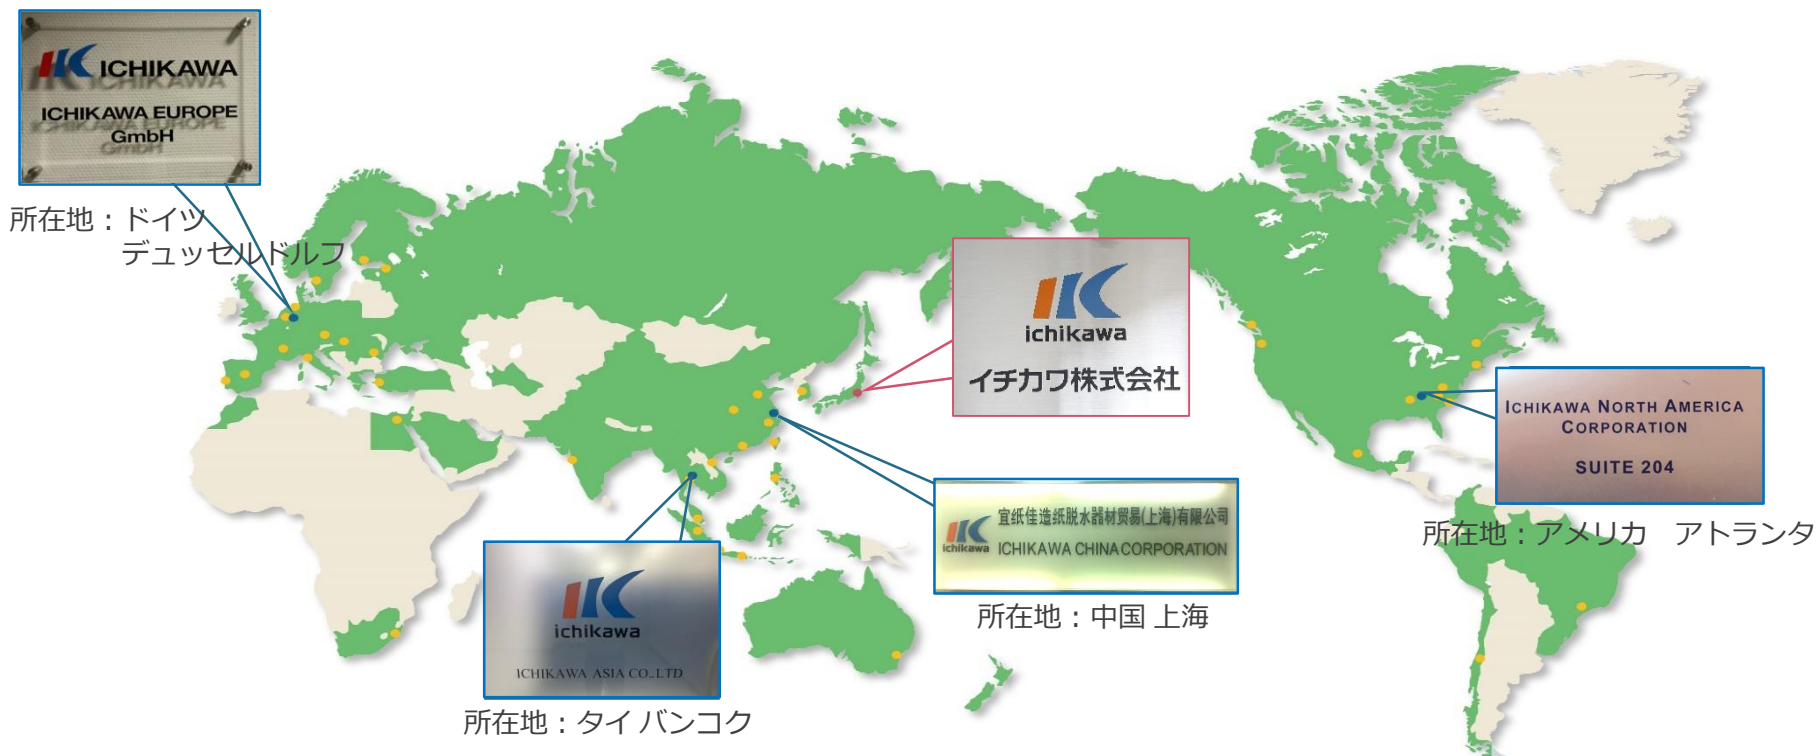 ICHIKAWA
ICHIKAWA EUROPE
GmbH
所在地：ドイツ
デュッセルドルフ
ichikawa
イチカワ株式会社
ICHIKAWA NORTH AMERICA
CORPORATION
SUITE 204
所在地：アメリカ　アトランタ
宜纸佳造纸脱水器材贸易(上海)有限公司
ichikawa
ICHIKAWA CHINA CORPORATION
所在地：中国 上海
ichikawa
ICHIKAWA ASIA CO.,LTD
所在地：タイ バンコク